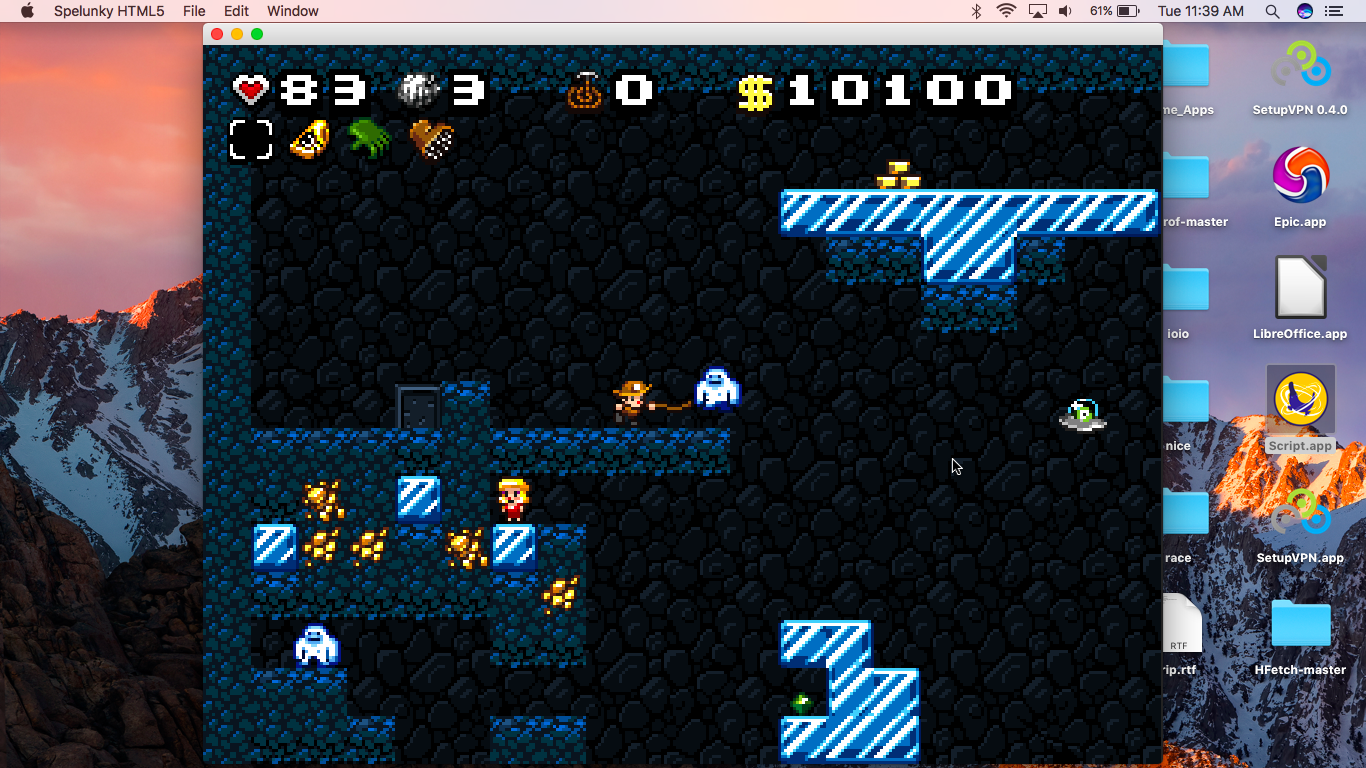 Spelunky HTML5 File Edit Window 61% Tue 11:39 AM
83 3 0 $10100
me_Apps
SetupVPN 0.4.0
rof-master
Epic.app
ioio
LibreOffice.app
nice
Script.app
race
SetupVPN.app
RTF
rip.rtf
HFetch-master